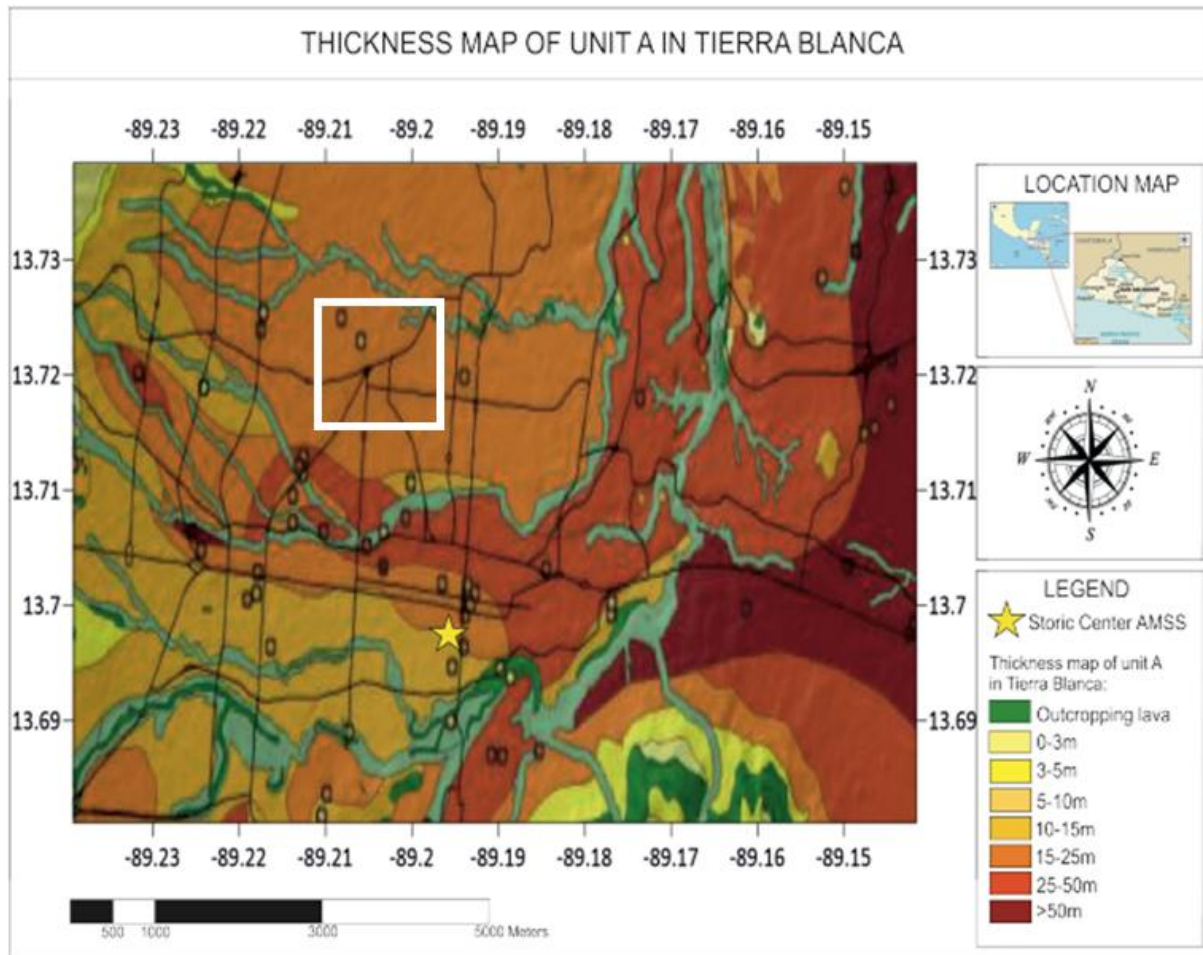 THICKNESS MAP OF UNIT A IN TIERRA BLANCA
-89.23 -89.22 -89.21 -89.2 -89.19 -89.18 -89.17 -89.16 -89.15
LOCATION MAP
13.73 13.73
13.72 13.72
N
W E
S
13.71 13.71
13.7 13.7
13.69 13.69
-89.23 -89.22 -89.21 -89.2 -89.19 -89.18 -89.17 -89.16 -89.15
500 1000 3000 5000 Meters
LEGEND
Storic Center AMSS
Thickness map of unit A
in Tierra Blanca:
Outcropping lava
0-3m
3-5m
5-10m
10-15m
15-25m
25-50m
>50m